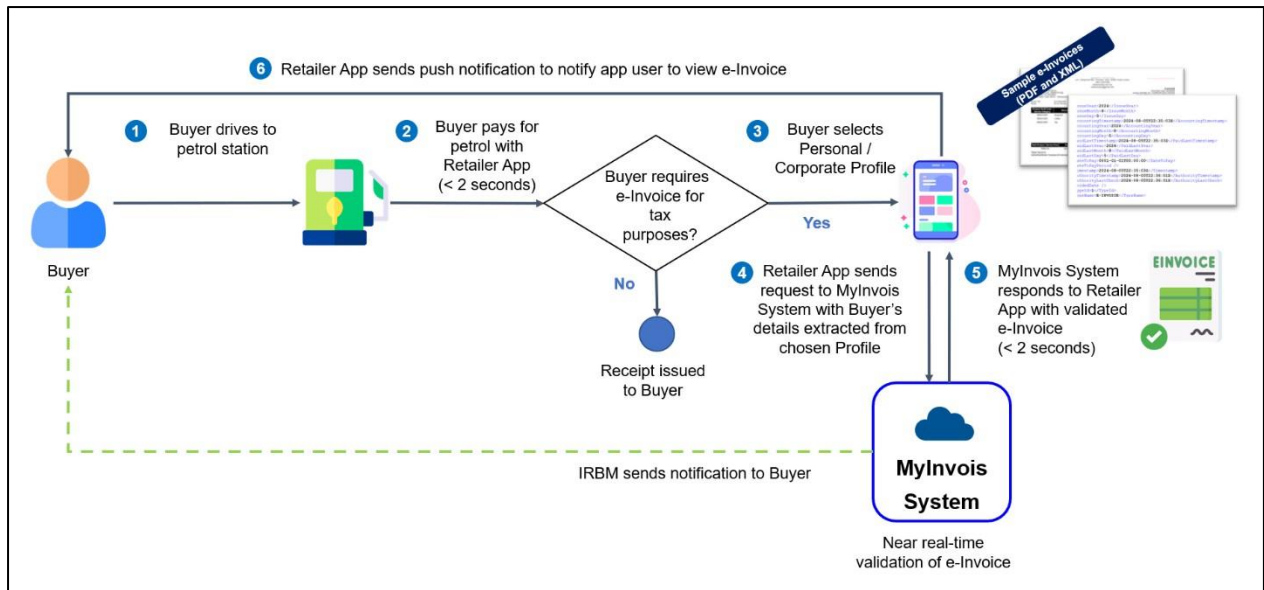 6 Retailer App sends push notification to notify app user to view e-Invoice
Sample e-Invoices
(PDF and XML)
1 Buyer drives to
petrol station
2 Buyer pays for
petrol with
Retailer App
(< 2 seconds)
Buyer requires
e-Invoice for
tax
purposes?
3 Buyer selects
Personal /
Corporate Profile
Yes
No
Buyer
Receipt issued
to Buyer
4 Retailer App sends
request to MyInvois
System with Buyer's
details extracted from
chosen Profile
5 MyInvois System
responds to Retailer
App with validated
e-Invoice
(< 2 seconds)
EINVOICE
IRBM sends notification to Buyer
MyInvois
System
Near real-time
validation of e-Invoice